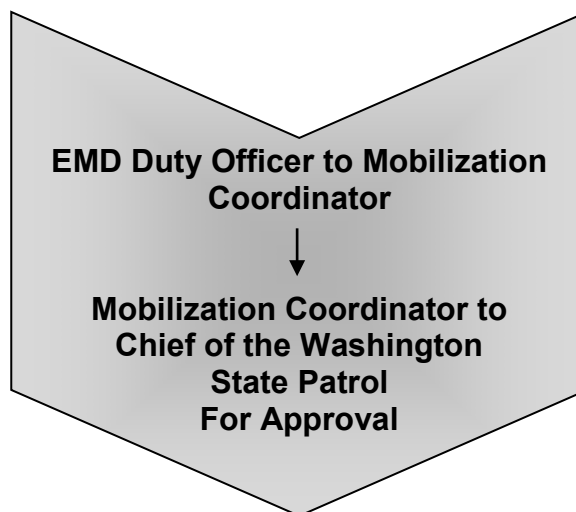 EMD Duty Officer to Mobilization
Coordinator
Mobilization Coordinator to
Chief of the Washington
State Patrol
For Approval